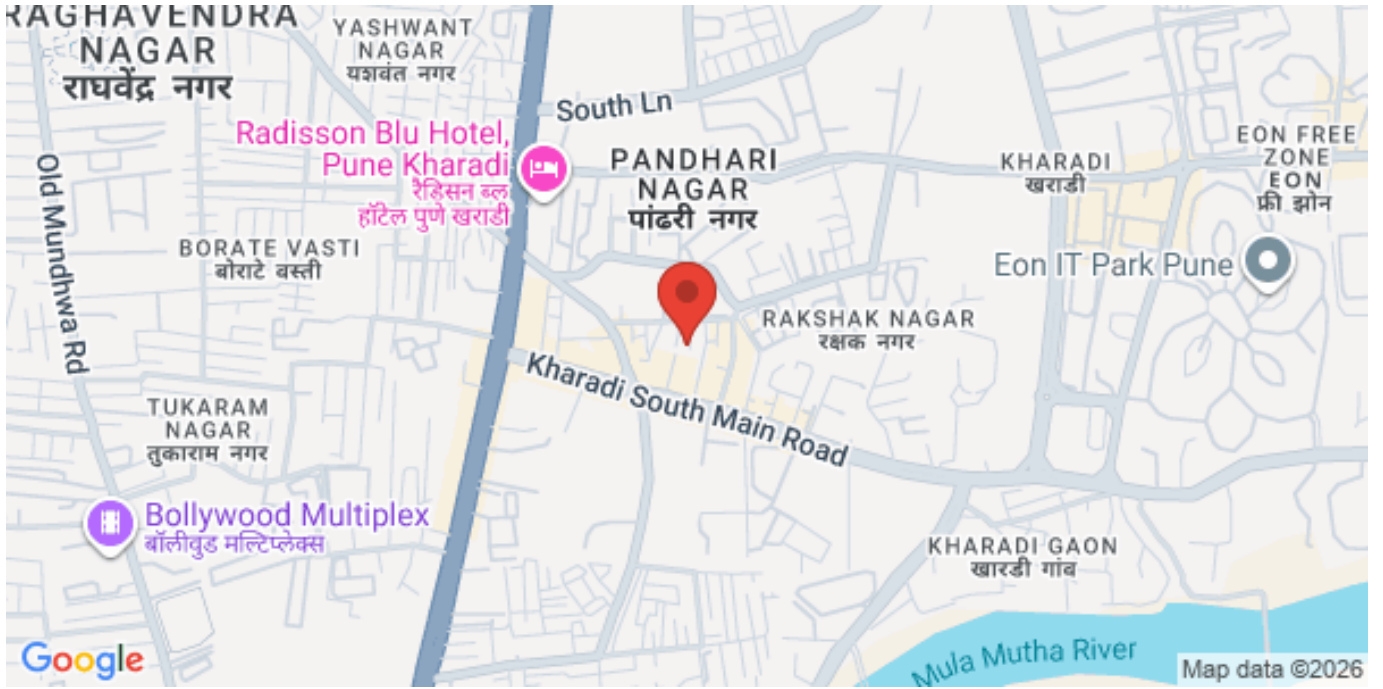 RAGHAVENDRA
NAGAR
राघवेंद्र नगर
YASHWANT
NAGAR
यशवंत नगर
South Ln
Radisson Blu Hotel,
Pune Kharadi
रॅडिसन ब्लू
हॉटेल पुणे खराडी
PANDHARI
NAGAR
पांढरी नगर
KHARADI
खराडी
EON FREE
ZONE
EON
फ्री झोन
Old Mundhwa Rd
BORATE VASTI
बोराटे वस्ती
Eon IT Park Pune
RAKSHAK NAGAR
रक्षक नगर
Kharadi South Main Road
TUKARAM
NAGAR
तुकाराम नगर
Bollywood Multiplex
बॉलीवुड मल्टिप्लेक्स
KHARADI GAON
खारडी गांव
Mula Mutha River
Google
Map data ©2026